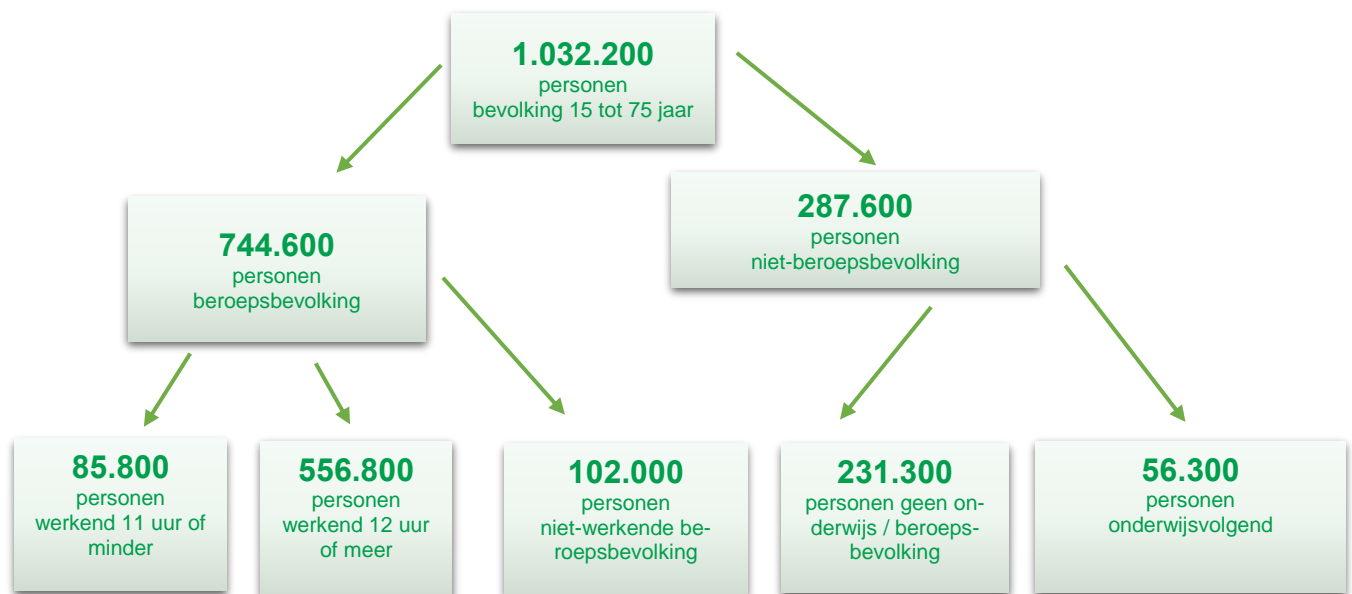 1.032.200
personen
bevolking 15 tot 75 jaar
744.600
personen
beroepsbevolking
287.600
personen
niet-beroepsbevolking
85.800
personen
werkend 11 uur of
minder
556.800
personen
werkend 12 uur
of meer
102.000
personen
niet-werkende be-
roepsbevolking
231.300
personen geen on-
derwijs / beroeps-
bevolking
56.300
personen
onderwijsvolgend